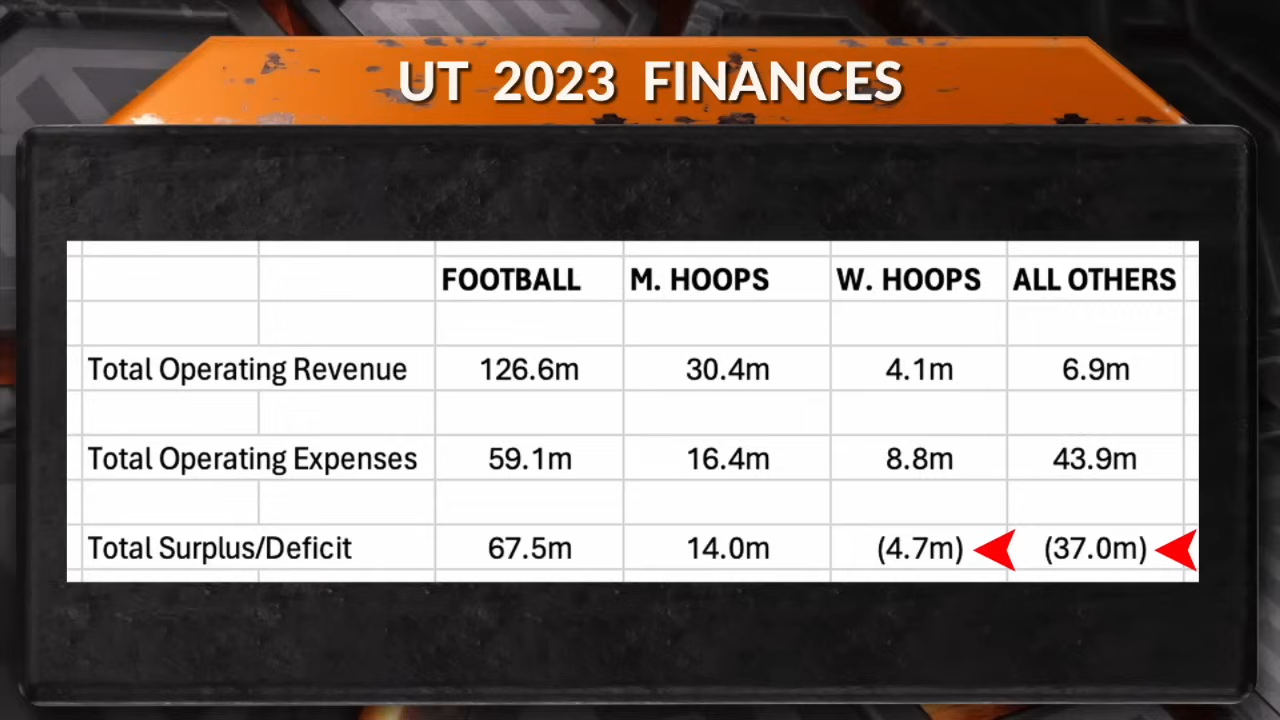 UT 2023 FINANCES
FOOTBALL M. HOOPS W. HOOPS ALL OTHERS
Total Operating Revenue 126.6m 30.4m 4.1m 6.9m
Total Operating Expenses 59.1m 16.4m 8.8m 43.9m
Total Surplus/Deficit 67.5m 14.0m (4.7m) (37.0m)